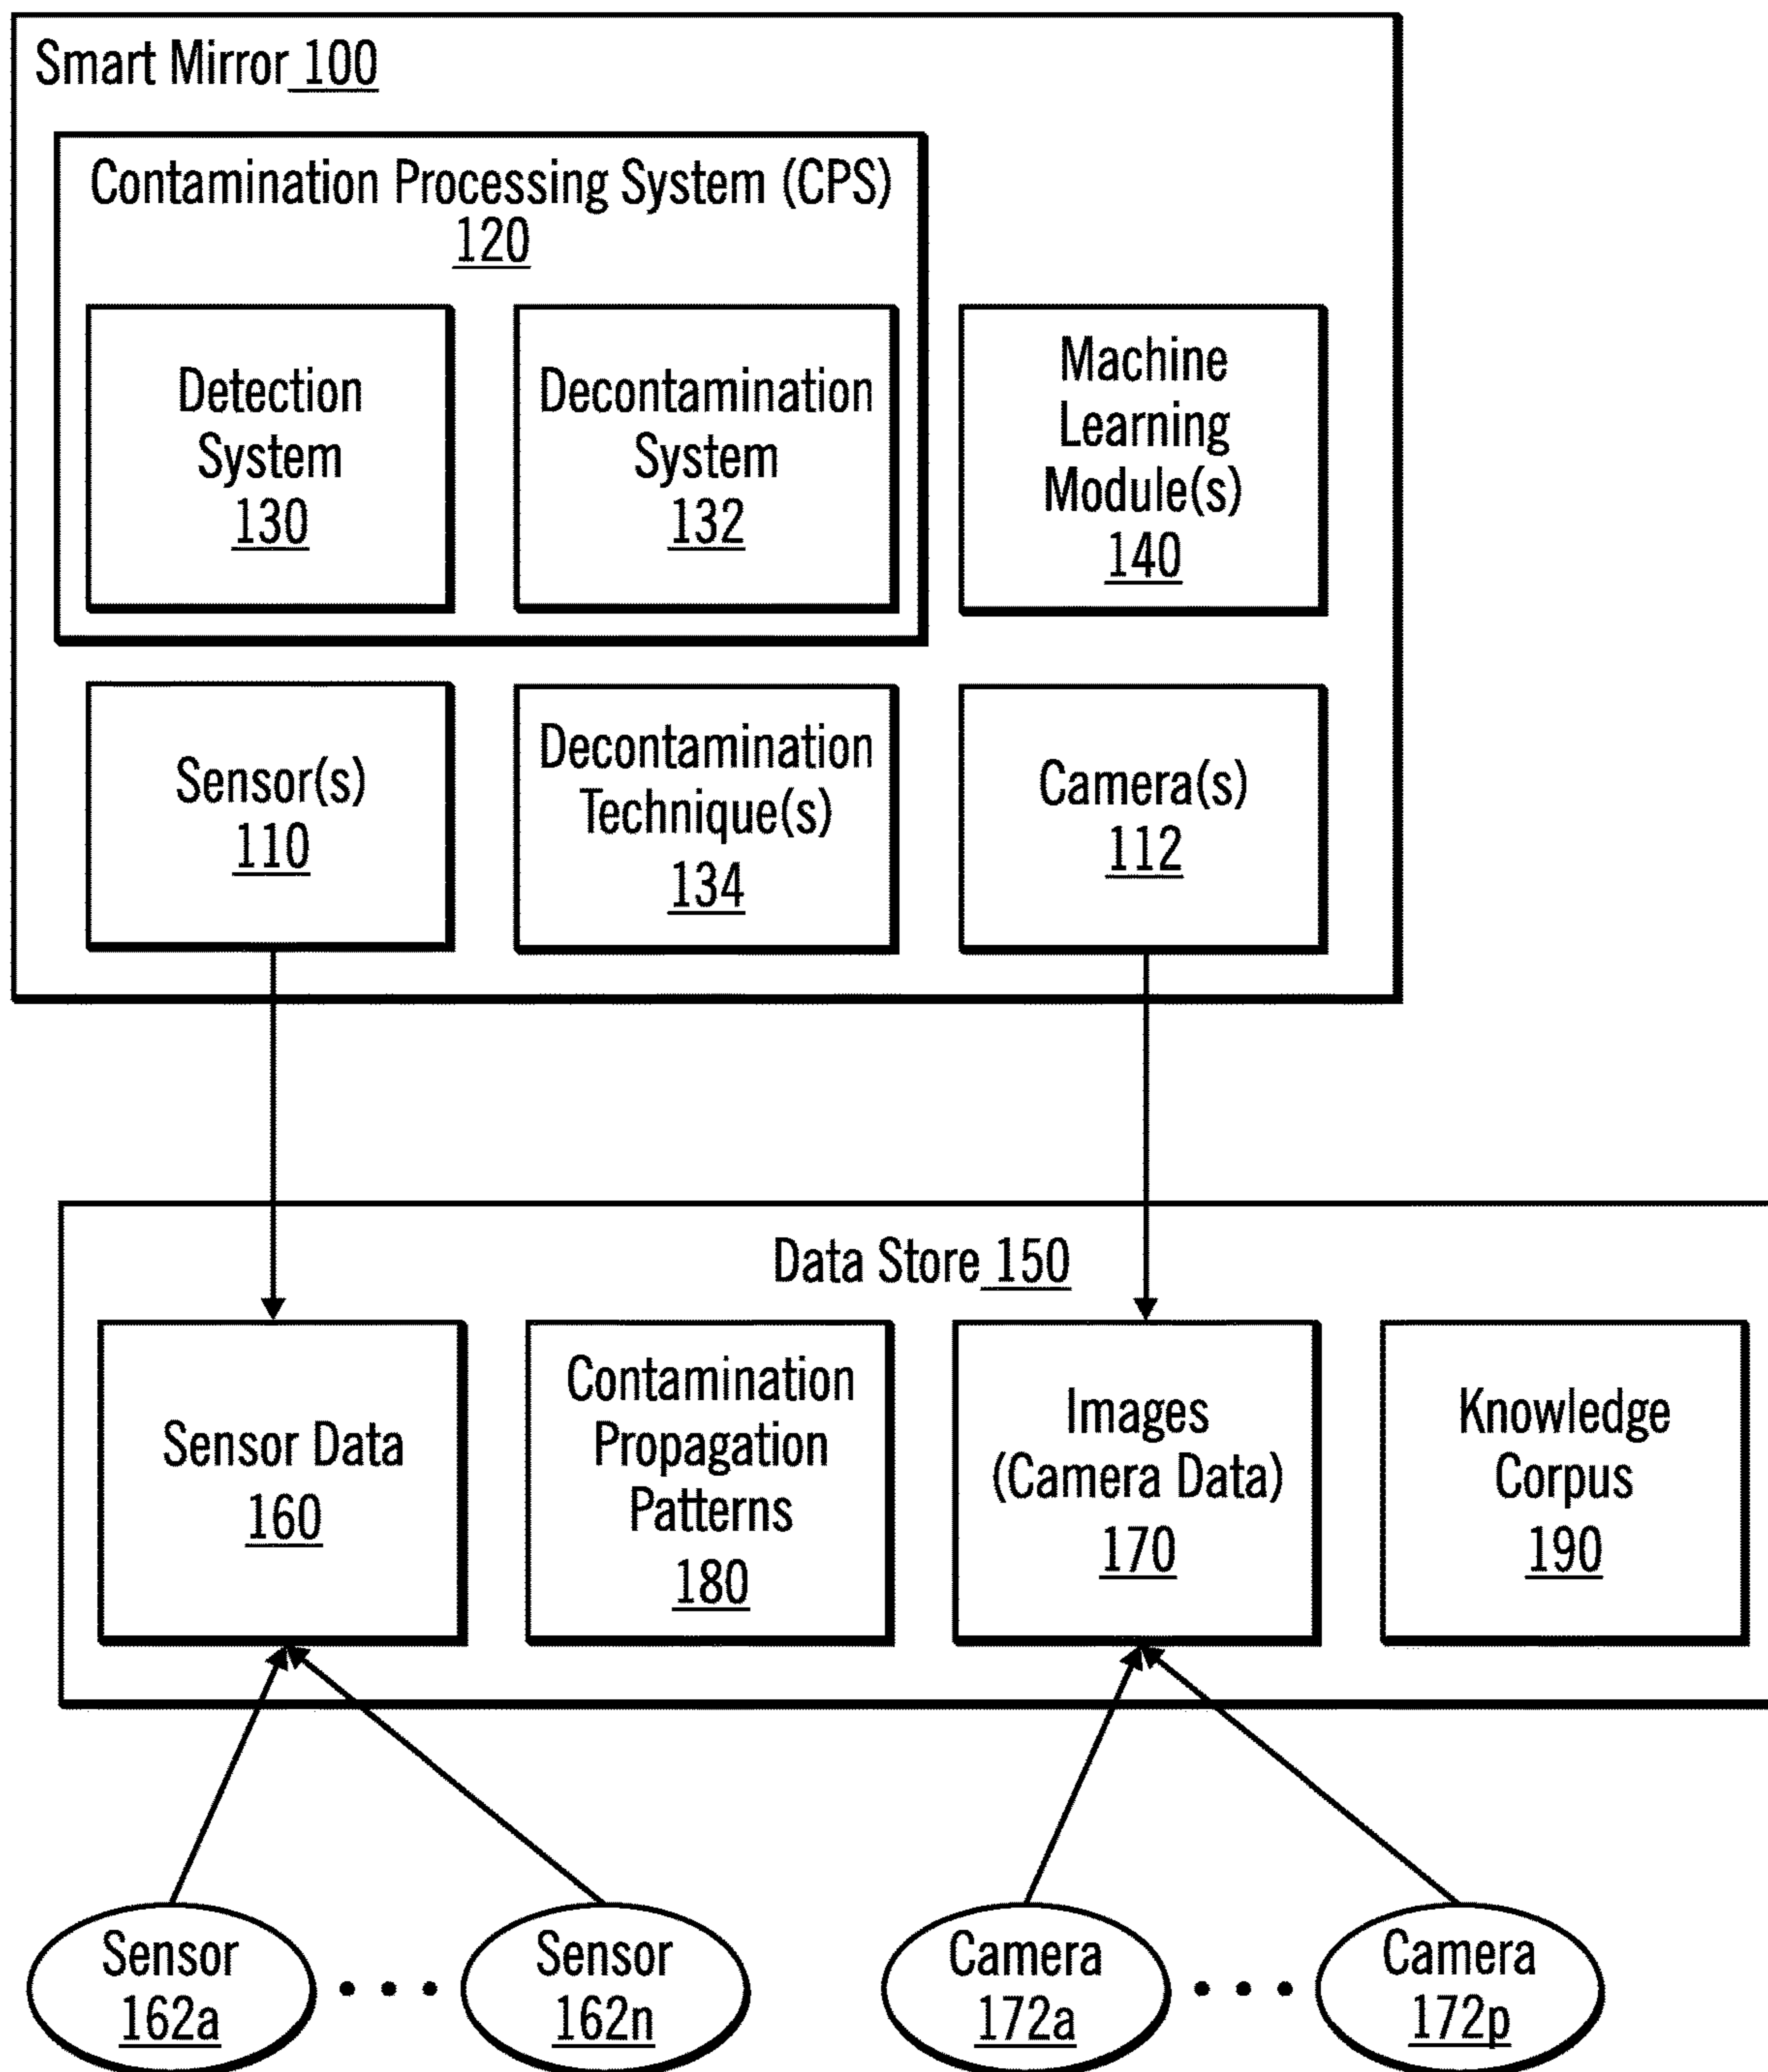 Smart Mirror 100
Contamination Processing System (CPS)
120
Detection
System
130
Decontamination
System
132
Machine
Learning
Module(s)
140
Sensor(s)
110
Decontamination
Technique(s)
134
Camera(s)
112
Data Store 150
Sensor Data
160
Contamination
Propagation
Patterns
180
Images
(Camera Data)
170
Knowledge
Corpus
190
Sensor
162a
Sensor
162n
Camera
172a
Camera
172p